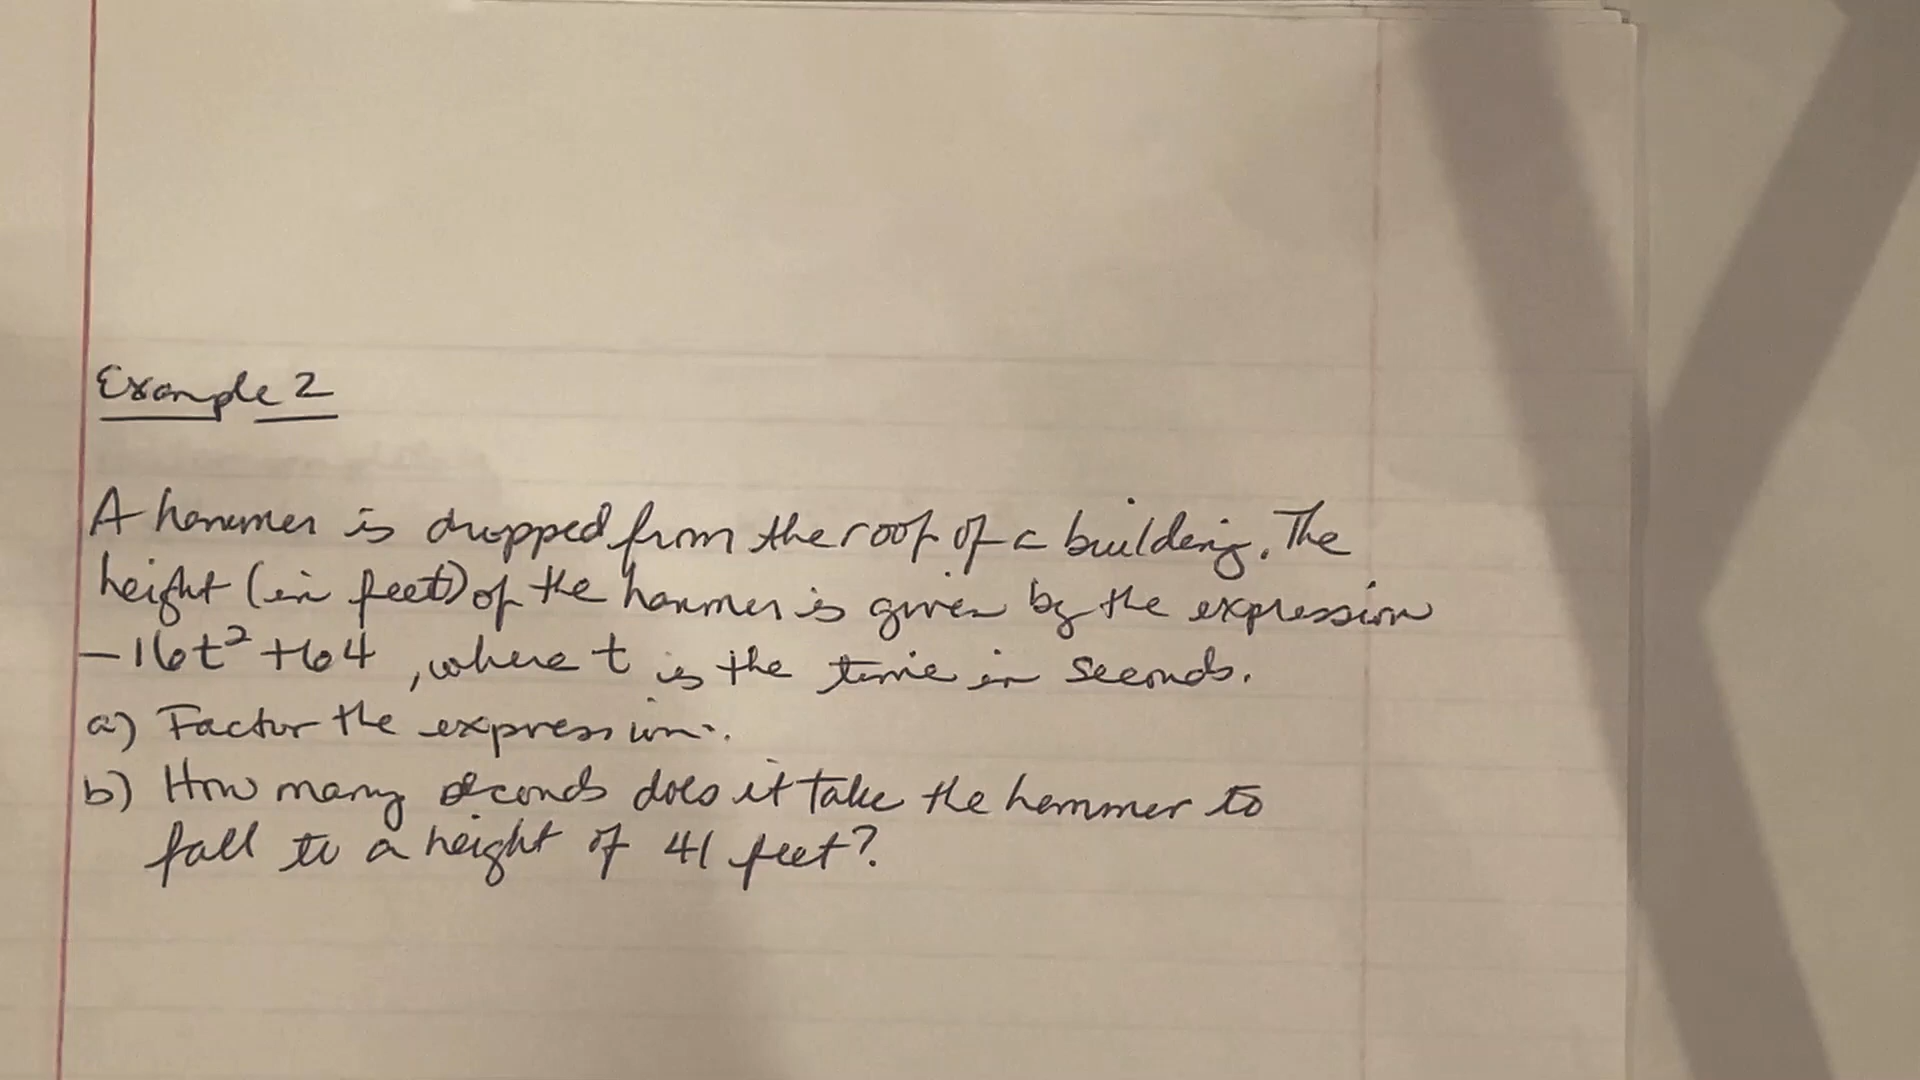 Example 2
A hammer is dropped from the roof of a building. The
height (in feet) of the hammer is given by the expression
-16t² +64, where t is the time in seconds.
a) Factor the expression.
b) How many seconds does it take the hammer to
fall to a height of 41 feet?